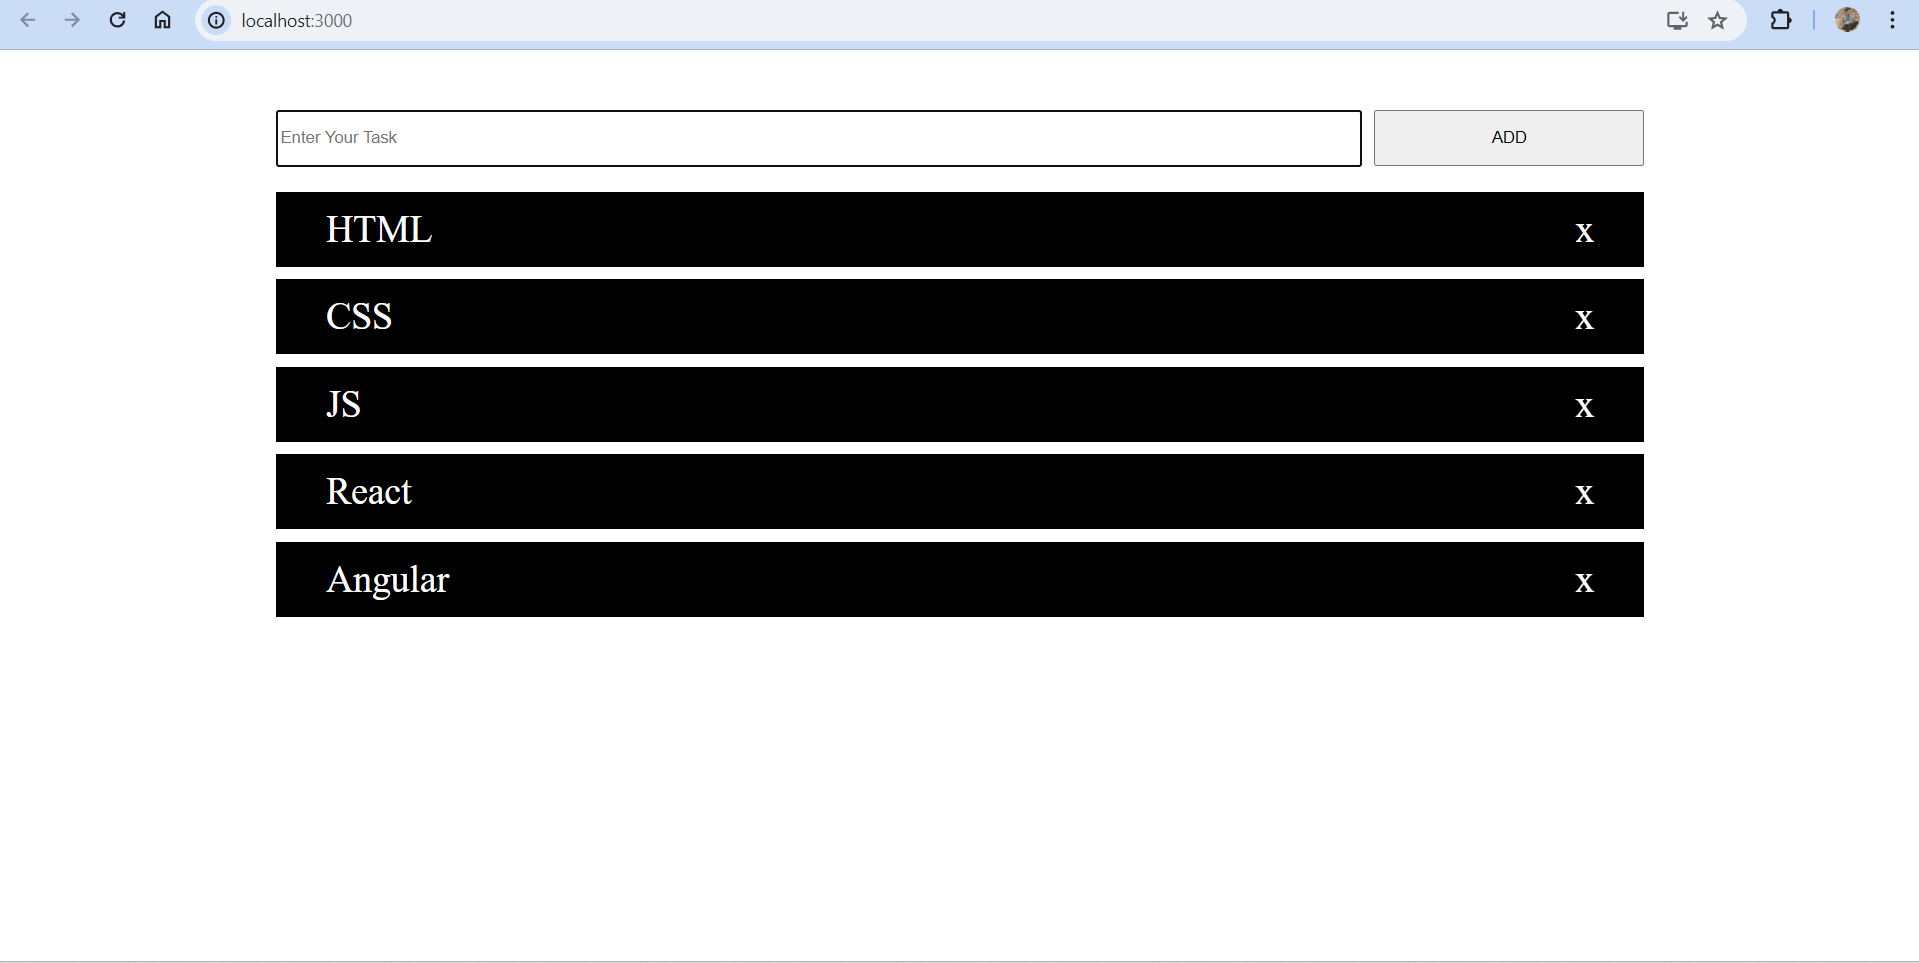 localhost:3000
Enter Your Task
ADD
HTML x
CSS x
JS x
React x
Angular x